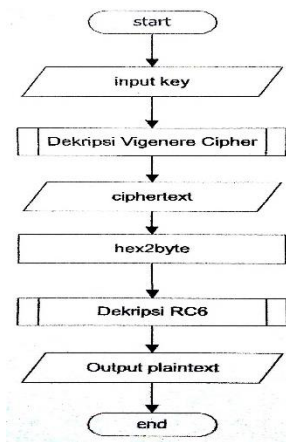 start
input key
Dekripsi Vigenere Cipher
ciphertext
hex2byte
Dekripsi RC6
Output plaintext
end